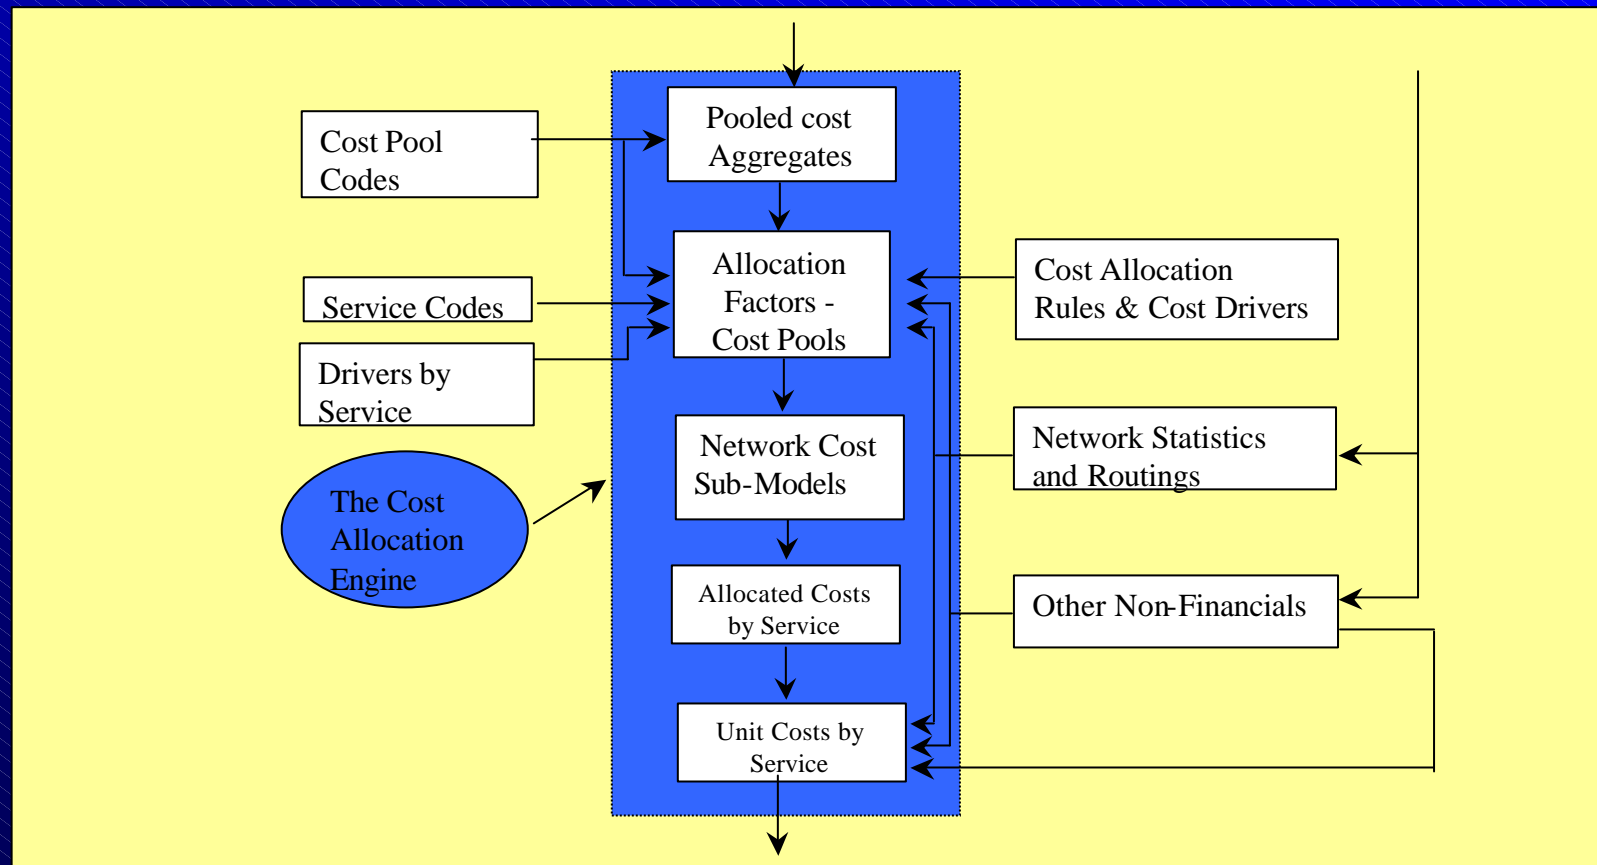 Pooled cost
Aggregates
Cost Pool
Codes
Allocation
Factors -
Cost Pools
Cost Allocation
Rules & Cost Drivers
Service Codes
Drivers by
Service
Network Cost
Sub-Models
Network Statistics
and Routings
The Cost
Allocation
Engine
Allocated Costs
by Service
Other Non-Financials
Unit Costs by
Service